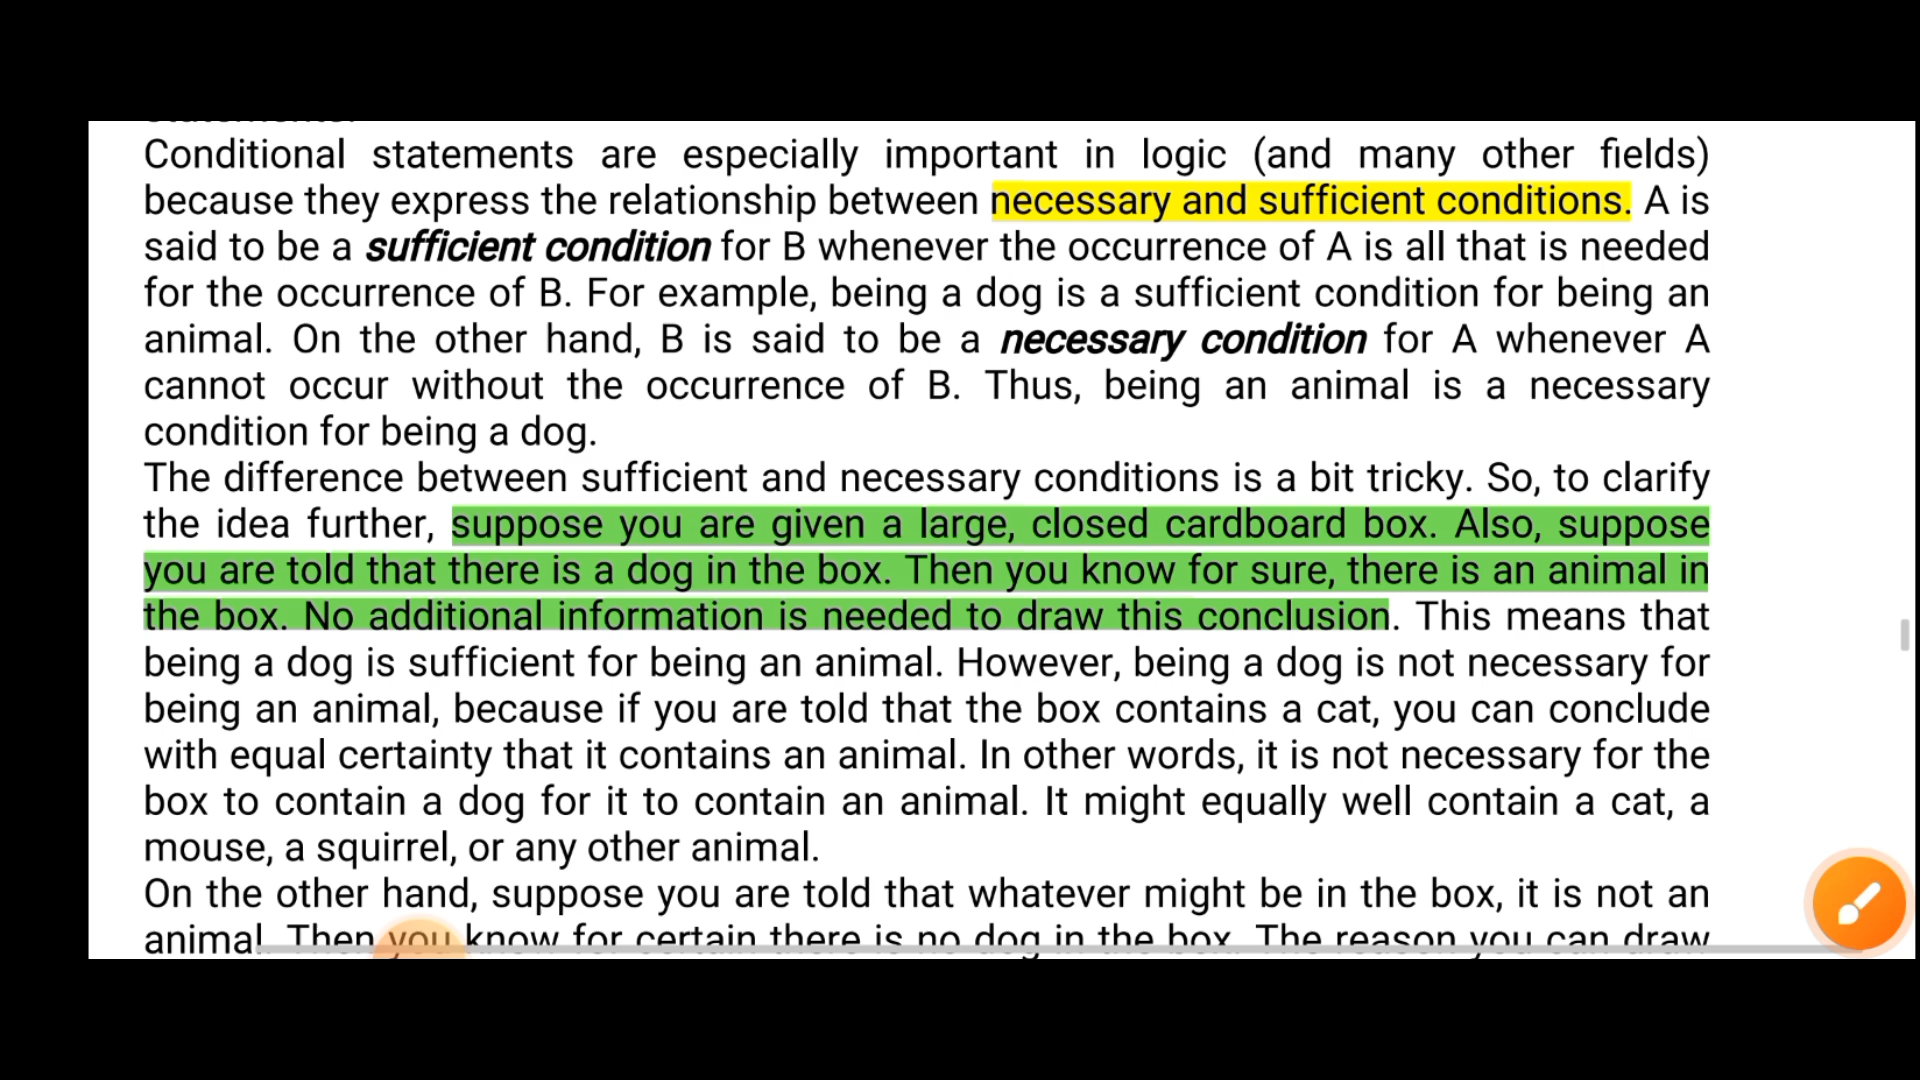 Conditional statements are especially important in logic (and many other fields)
because they express the relationship between necessary and sufficient conditions. A is
said to be a sufficient condition for B whenever the occurrence of A is all that is needed
for the occurrence of B. For example, being a dog is a sufficient condition for being an
animal. On the other hand, B is said to be a necessary condition for A whenever A
cannot occur without the occurrence of B. Thus, being an animal is a necessary
condition for being a dog.
The difference between sufficient and necessary conditions is a bit tricky. So, to clarify
the idea further, suppose you are given a large, closed cardboard box. Also, suppose
you are told that there is a dog in the box. Then you know for sure, there is an animal in
the box. No additional information is needed to draw this conclusion. This means that
being a dog is sufficient for being an animal. However, being a dog is not necessary for
being an animal, because if you are told that the box contains a cat, you can conclude
with equal certainty that it contains an animal. In other words, it is not necessary for the
box to contain a dog for it to contain an animal. It might equally well contain a cat, a
mouse, a squirrel, or any other animal.
On the other hand, suppose you are told that whatever might be in the box, it is not an
animal. Then you know for certain there is no dog in the box. The reason you can draw